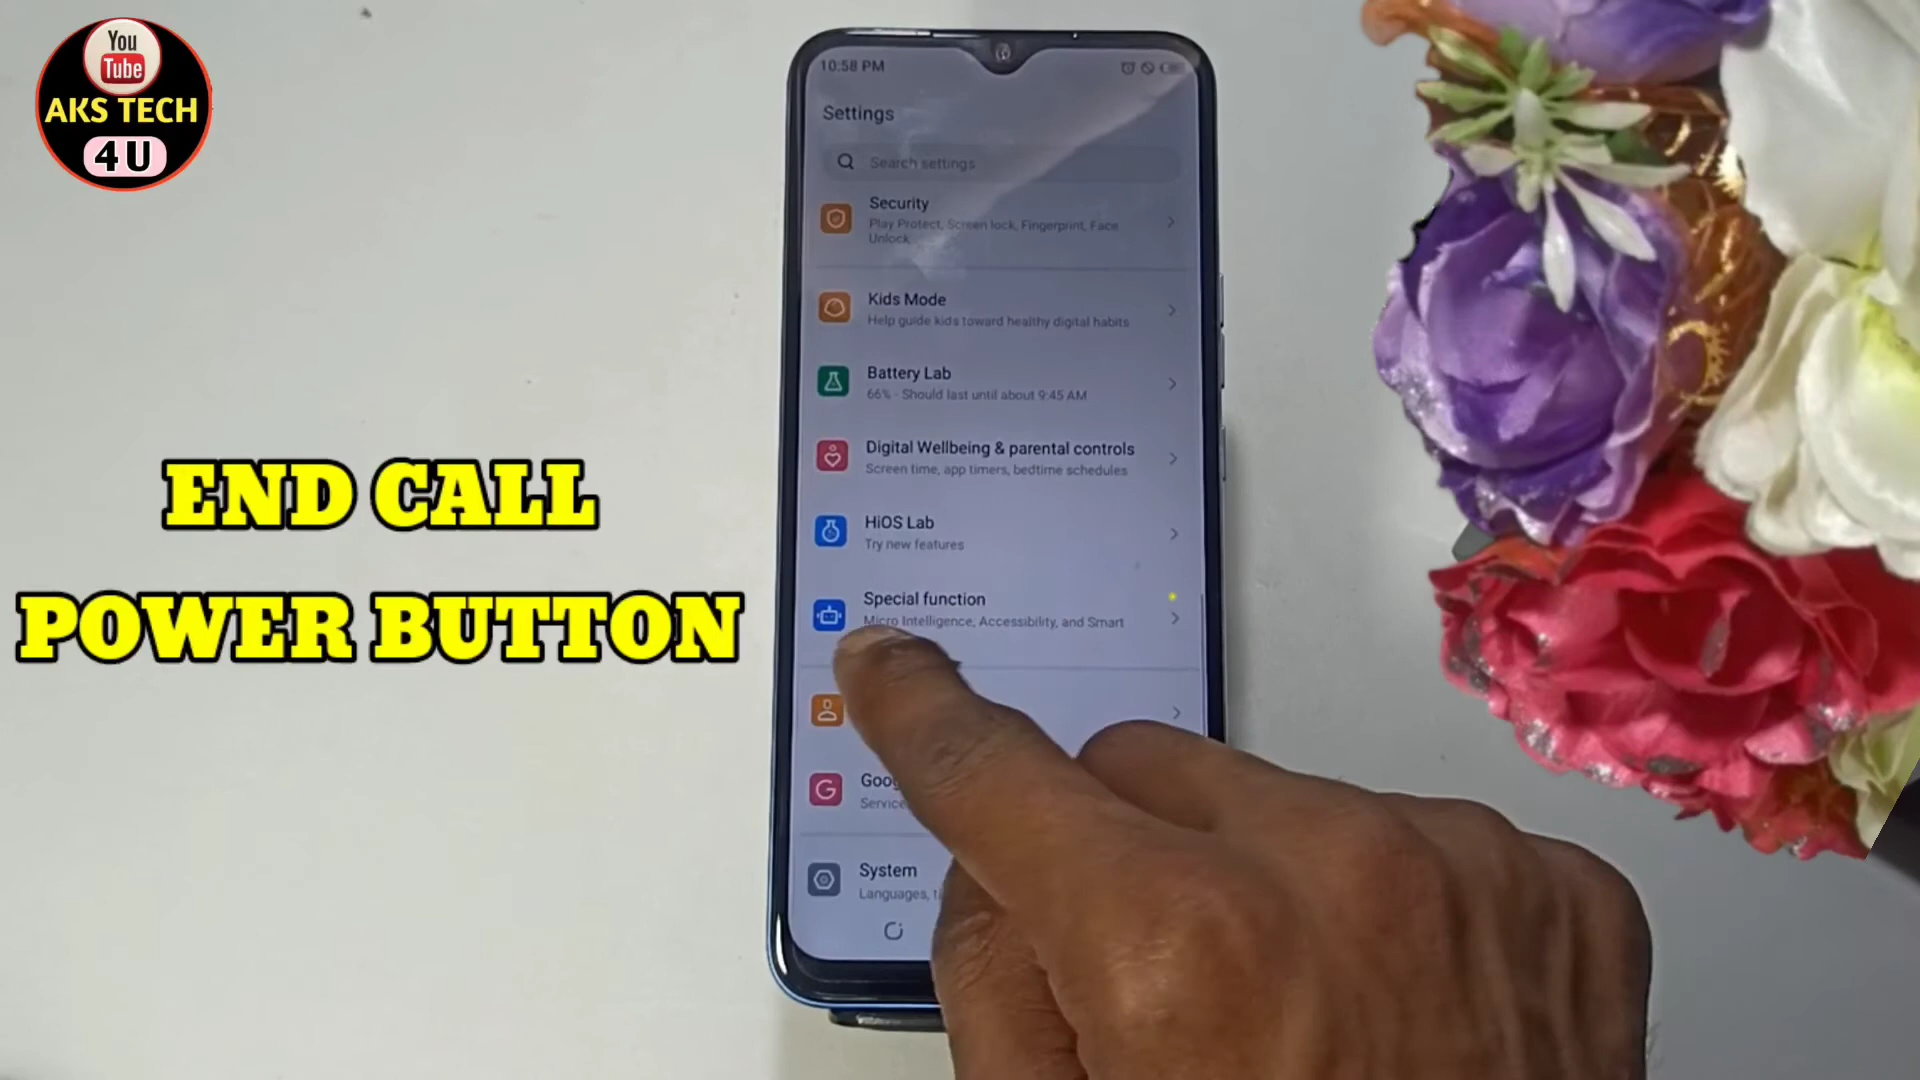 You
Tube
AKS TECH
4 U
END CALL
POWER BUTTON
10:58 PM
Settings
Search settings
Security
Play Protect, Screen lock, Fingerprint, Face
Unlock
Kids Mode
Help guide kids toward healthy digital habits
Battery Lab
66% - Should last until about 9:45 AM
Digital Wellbeing & parental controls
Screen time, app timers, bedtime schedules
HiOS Lab
Try new features
Special function
Micro Intelligence, Accessibility, and Smart
G
System
Languages,